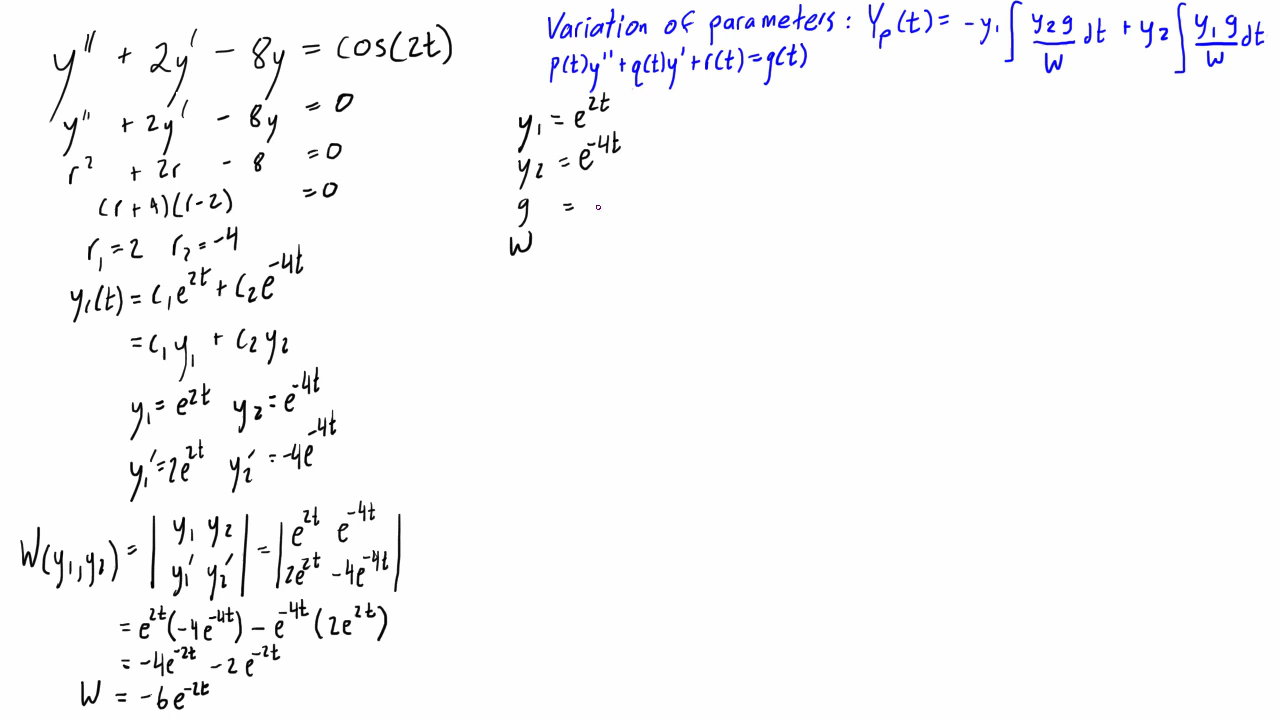 y'' + 2y' - 8y = cos(2t)
y'' + 2y' - 8y = 0
r² + 2r - 8 = 0
(r+4)(r-2) = 0
r₁ = 2 r₂ = -4
y₁(t) = c₁e^{2t} + c₂e^{-4t}
= c₁y₁ + c₂y₂
y₁ = e^{2t} y₂ = e^{-4t}
y₁' = 2e^{2t} y₂' = -4e^{-4t}
W(y₁,y₂) = |y₁ y₂; y₁' y₂'| = |e^{2t} e^{-4t}; 2e^{2t} -4e^{-4t}|
= e^{2t}(-4e^{-4t}) - e^{-4t}(2e^{2t})
= -4e^{-2t} - 2e^{-2t}
W = -6e^{-2t}
Variation of parameters: Yₚ(t) = -y₁∫ y₂g/W dt + y₂∫ y₁g/W dt
p(t)y'' + q(t)y' + r(t) = g(t)
y₁ = e^{2t}
y₂ = e^{-4t}
g =
W